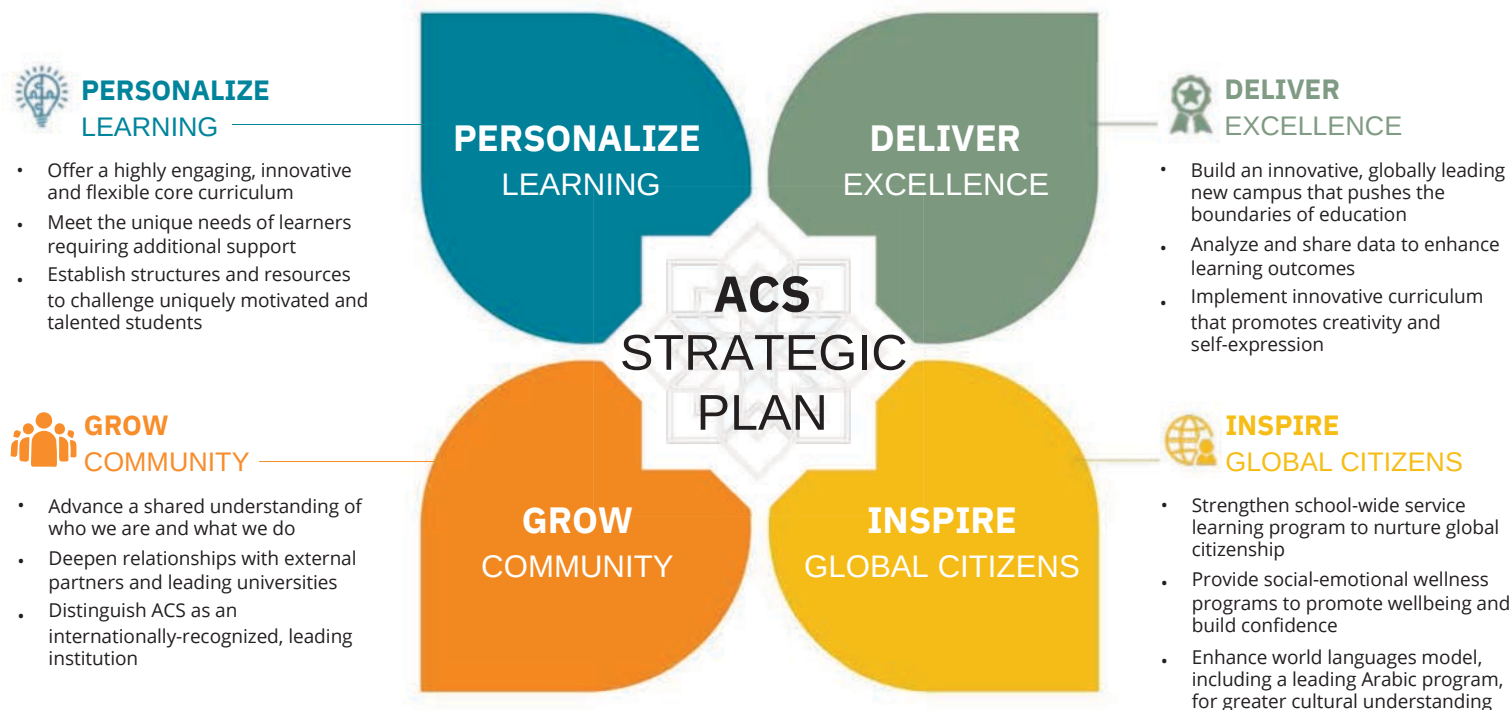 PERSONALIZE
LEARNING
• Offer a highly engaging, innovative
and flexible core curriculum
• Meet the unique needs of learners
requiring additional support
• Establish structures and resources
to challenge uniquely motivated and
talented students
GROW
COMMUNITY
• Advance a shared understanding of
who we are and what we do
• Deepen relationships with external
partners and leading universities
• Distinguish ACS as an
internationally-recognized, leading
institution
PERSONALIZE
LEARNING
DELIVER
EXCELLENCE
ACS
STRATEGIC
PLAN
GROW
COMMUNITY
INSPIRE
GLOBAL CITIZENS
DELIVER
EXCELLENCE
• Build an innovative, globally leading
new campus that pushes the
boundaries of education
• Analyze and share data to enhance
learning outcomes
• Implement innovative curriculum
that promotes creativity and
self-expression
INSPIRE
GLOBAL CITIZENS
• Strengthen school-wide service
learning program to nurture global
citizenship
• Provide social-emotional wellness
programs to promote wellbeing and
build confidence
• Enhance world languages model,
including a leading Arabic program,
for greater cultural understanding